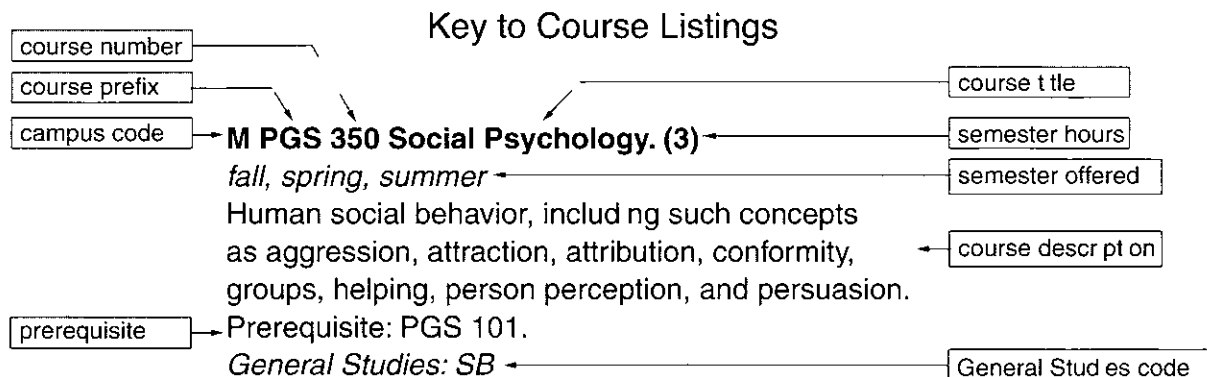 Key to Course Listings
course number
course prefix
course t tle
campus code
M PGS 350 Social Psychology. (3)
semester hours
fall, spring, summer
semester offered
Human social behavior, includ ng such concepts
as aggression, attraction, attribution, conformity,
course descr pt on
groups, helping, person perception, and persuasion.
prerequisite
Prerequisite: PGS 101.
General Studies: SB
General Stud es code